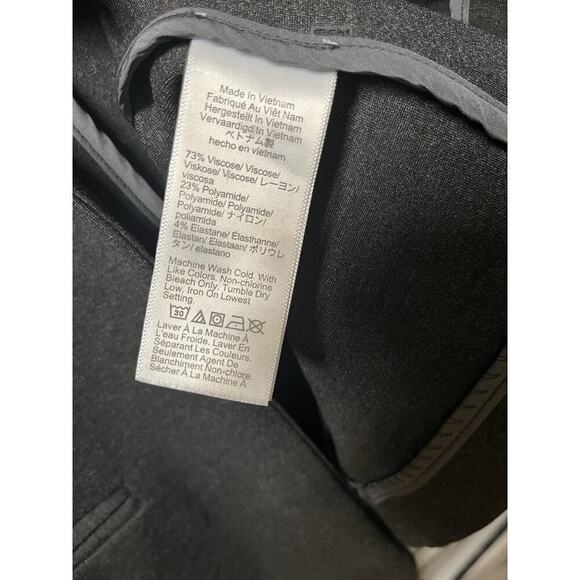 Made In Vietnam
Fabriqué Au Viêt Nam
Hergestellt In Vietnam
Vervaardigd In Vietnam
ベトナム製
hecho en vietnam
73% Viscose/ Viscose/
Viskose/ Viscose/ レーヨン/
viscosa
23% Polyamide/
Polyamide/ Polyamide/
Polyamide/ ナイロン/
poliamida
4% Elastane/ Élasthanne/
Elastan/ Elastaan/ ポリウレ
タン/ elastano
Machine Wash Cold. With
Like Colors. Non-chlorine
Bleach Only. Tumble Dry
Low. Iron On Lowest
Setting.
30
Laver À La Machine À
L'eau Froide. Laver En
Séparant Les Couleurs.
Seulement Agent De
Blanchiment Non-chlore.
Sécher À La Machine À